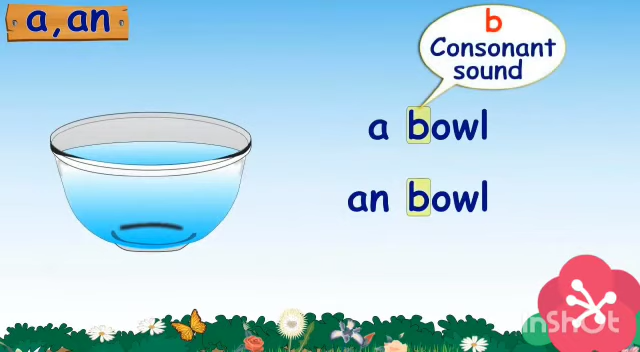 a, an
b
Consonant
sound
a bowl
an bowl
InShot